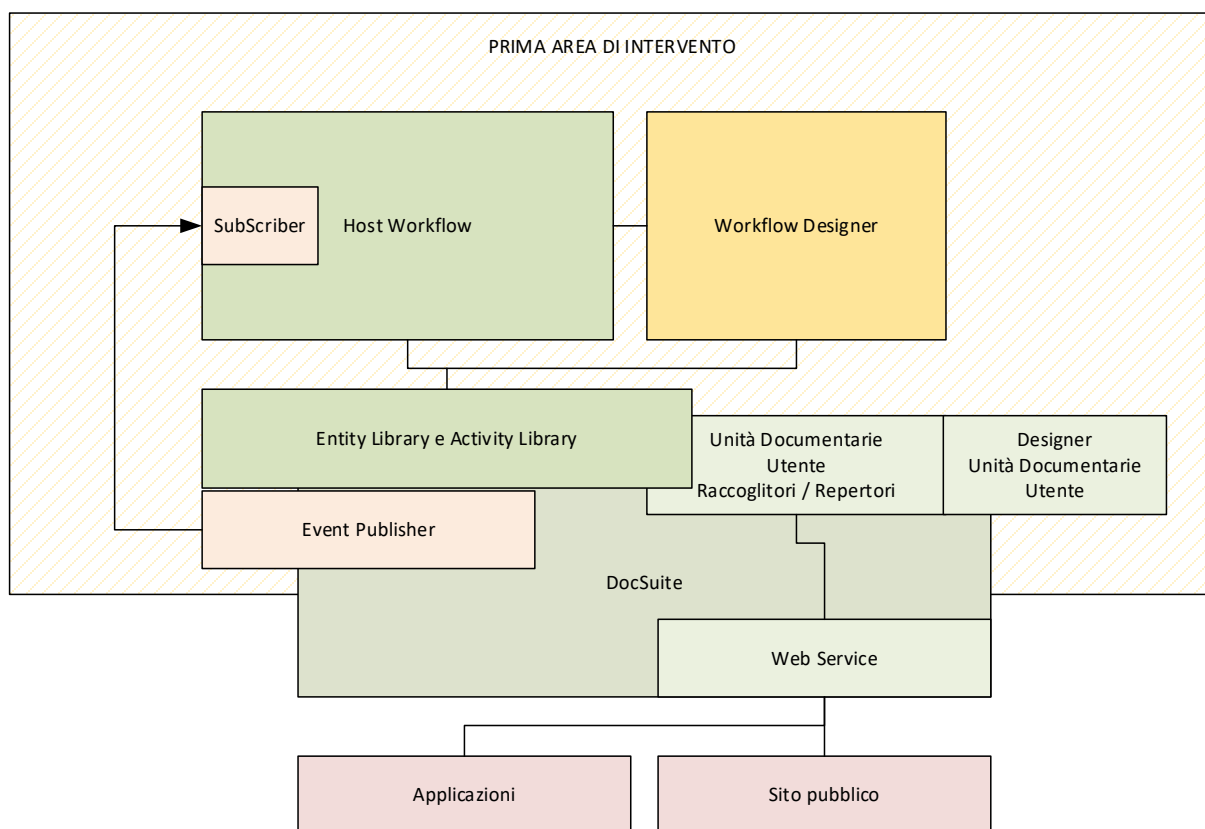 PRIMA AREA DI INTERVENTO
SubScriber
Host Workflow
Workflow Designer
Entity Library e Activity Library
Unità Documentarie
Utente
Raccoglitori / Repertori
Designer
Unità Documentarie
Utente
Event Publisher
DocSuite
Web Service
Applicazioni
Sito pubblico